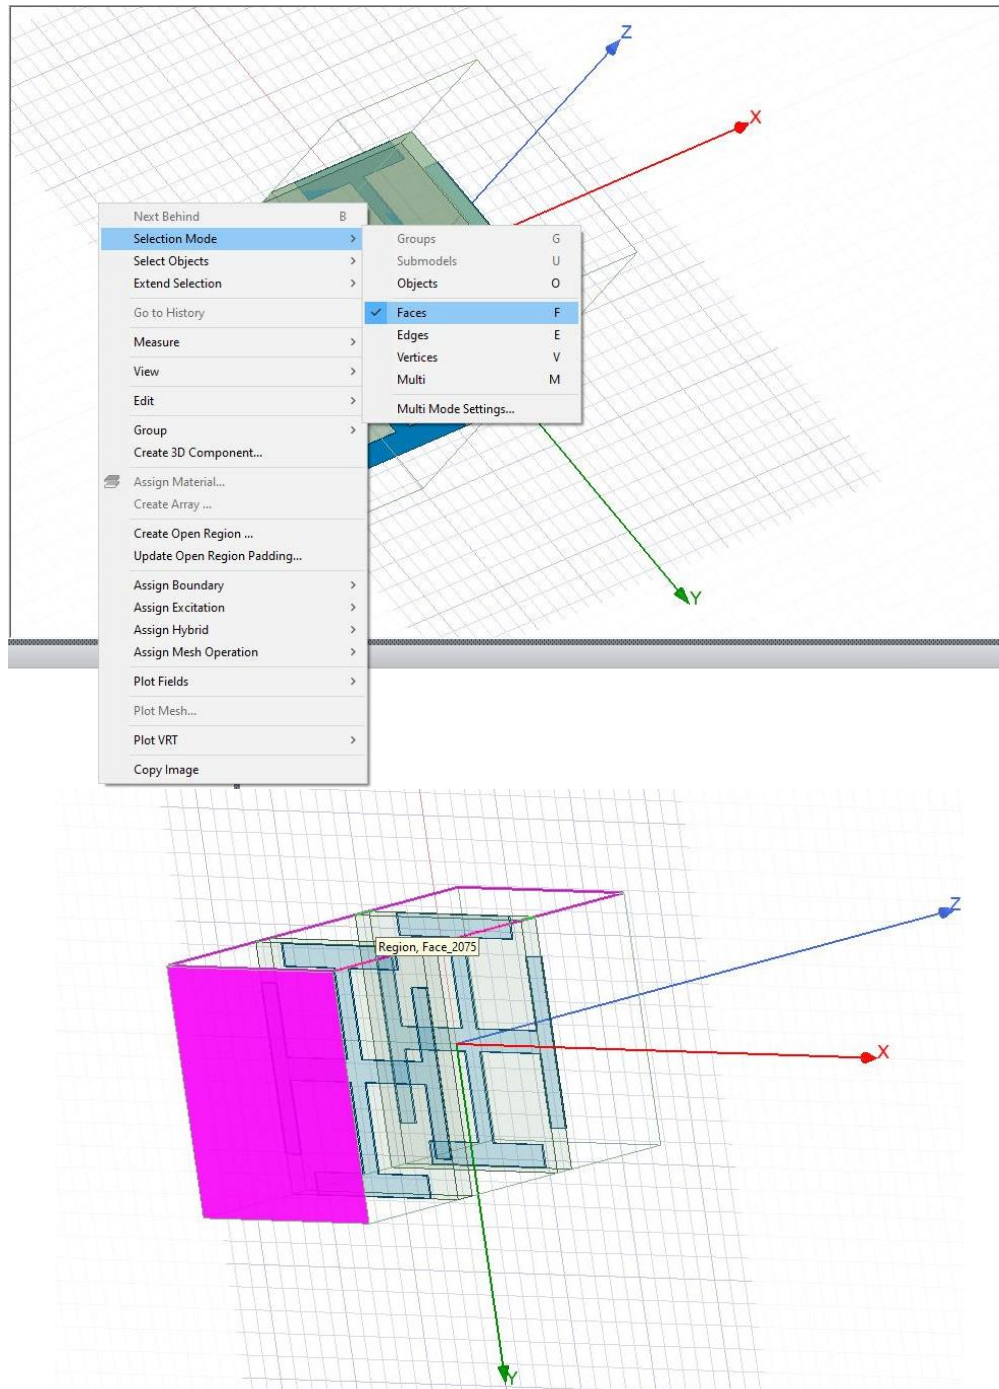 Z
X
Next Behind B
Selection Mode >
Select Objects >
Extend Selection >
Go to History
Measure >
View >
Edit >
Group >
Create 3D Component...
Assign Material...
Create Array ...
Create Open Region ...
Update Open Region Padding...
Assign Boundary >
Assign Excitation >
Assign Hybrid >
Assign Mesh Operation >
Plot Fields >
Plot Mesh...
Plot VRT >
Copy Image
Groups G
Submodels U
Objects O
Faces F
Edges E
Vertices V
Multi M
Multi Mode Settings...
Y
Z
Region, Face_2075
X
Y